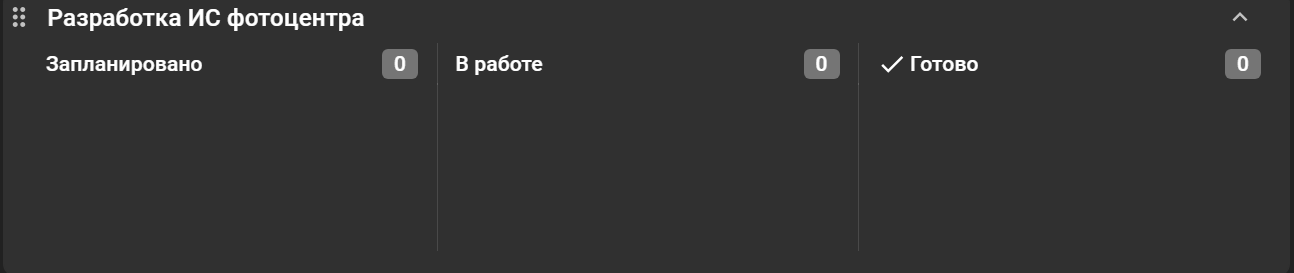 Разработка ИС фотоцентра
Запланировано 0 В работе 0 Готово 0